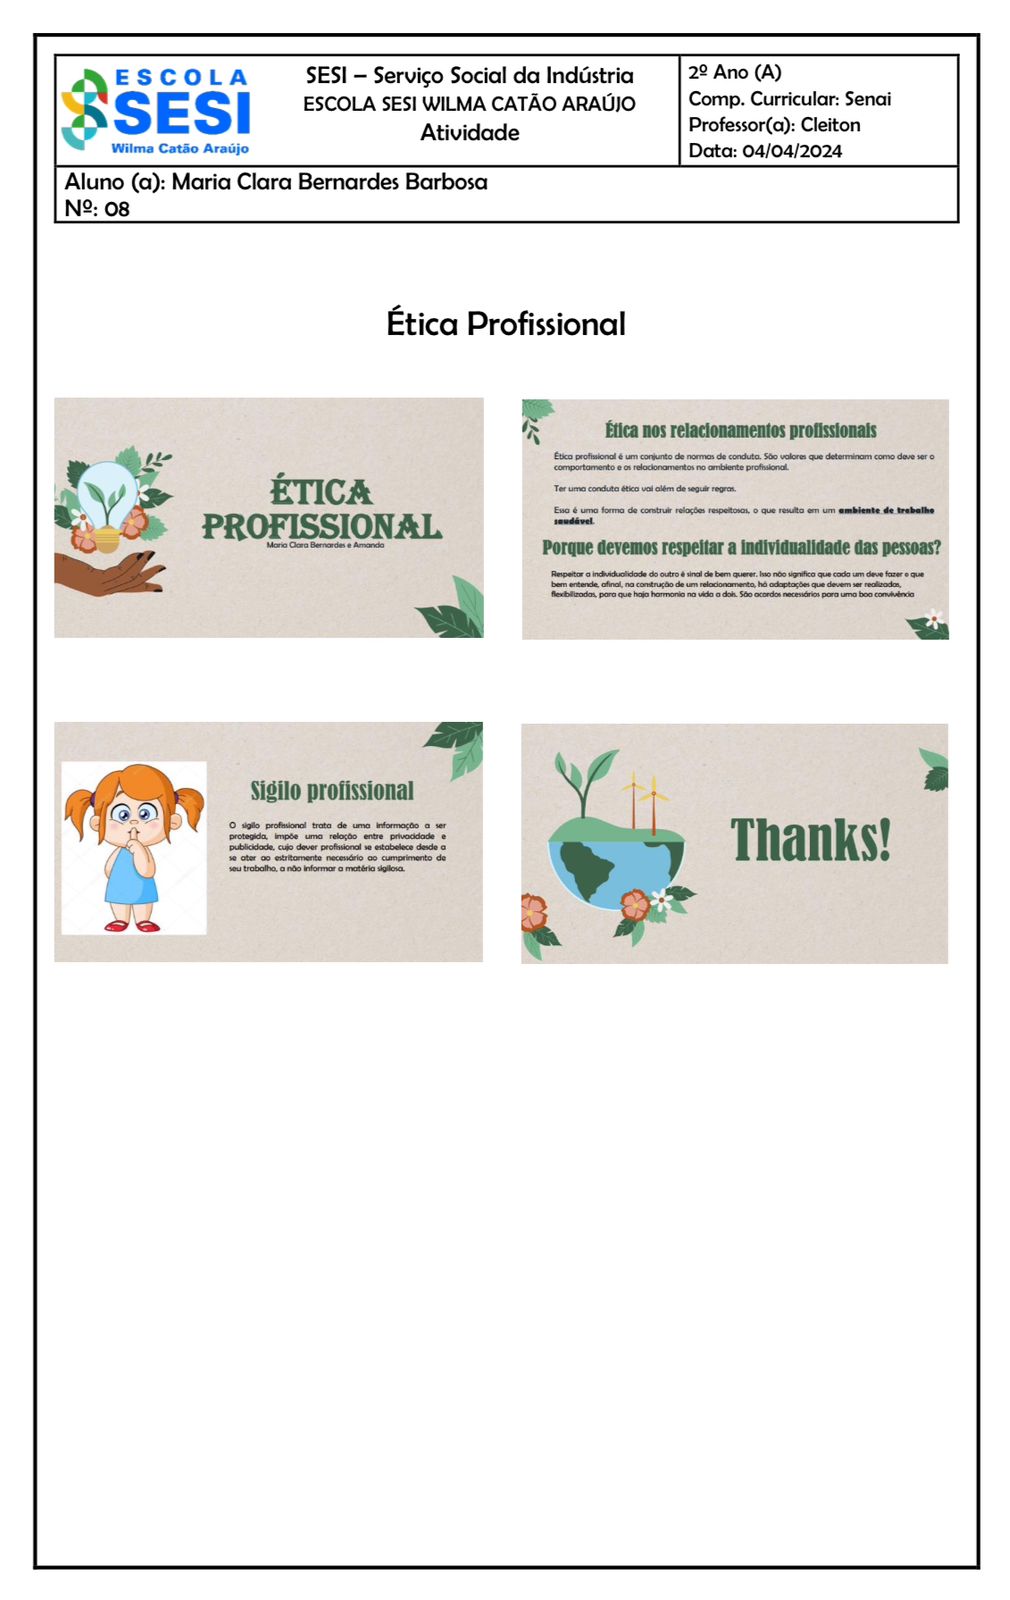 ESCOLA
SESI
Wilma Catão Araújo
SESI – Serviço Social da Indústria
ESCOLA SESI WILMA CATÃO ARAÚJO
Atividade
2º Ano (A)
Comp. Curricular: Senai
Professor(a): Cleiton
Data: 04/04/2024
Aluno (a): Maria Clara Bernardes Barbosa
Nº: 08
Ética Profissional
ÉTICA
PROFISSIONAL
Maria Clara Bernardes e Amanda
Ética nos relacionamentos profissionais
Ética profissional é um conjunto de normas de conduta. São valores que determinam como deve ser o
comportamento e os relacionamentos no ambiente profissional.
Ter uma conduta ética vai além de seguir regras.
Essa é uma forma de construir relações respeitosas, o que resulta em um ambiente de trabalho
saudável.
Porque devemos respeitar a individualidade das pessoas?
Respeitar a individualidade do outro é sinal de bem querer. Isso não significa que cada um deve fazer o que
bem entende, afinal, na construção de um relacionamento, há adaptações que devem ser realizadas,
flexibilizadas, para que haja harmonia na vida a dois. São acordos necessários para uma boa convivência
Sigilo profissional
O sigilo profissional trata de uma informação a ser
protegida, impõe uma relação entre privacidade e
publicidade, cujo dever profissional se estabelece desde a
se ater ao estritamente necessário ao cumprimento de
seu trabalho, a não informar a matéria sigilosa.
Thanks!